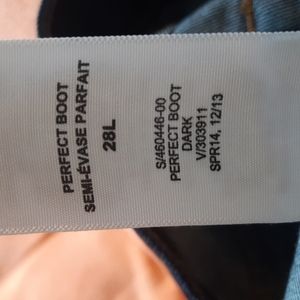 PERFECT BOOT
SEMI-ÉVASE PARFAIT
28L
S/460446-00
PERFECT BOOT
DARK
V/303911
SPR14, 12/13